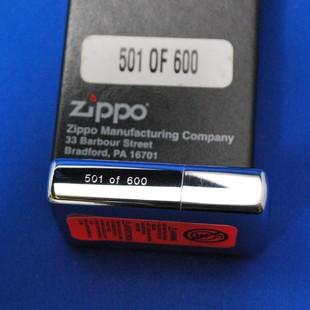 501 OF 600
zippo
Zippo Manufacturing Company
33 Barbour Street
Bradford, PA 16701
501 of 600